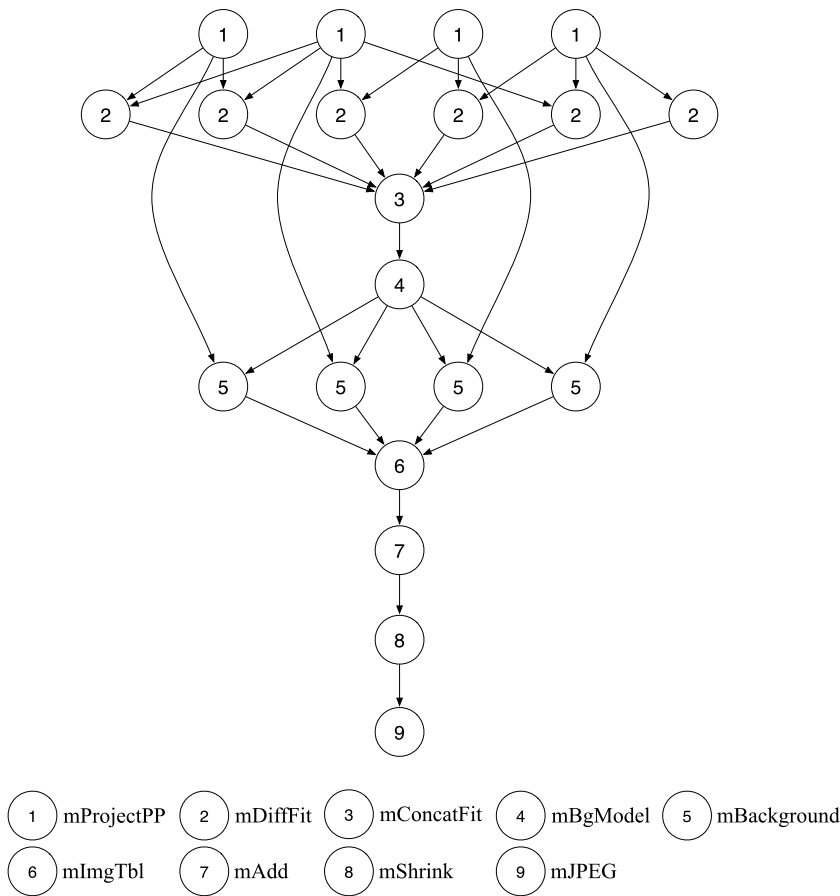 1 1 1 1
2 2 2 2 2 2
3
4
5 5 5 5
6
7
8
9
1 mProjectPP 2 mDiffFit 3 mConcatFit 4 mBgModel 5 mBackground
6 mImgTbl 7 mAdd 8 mShrink 9 mJPEG